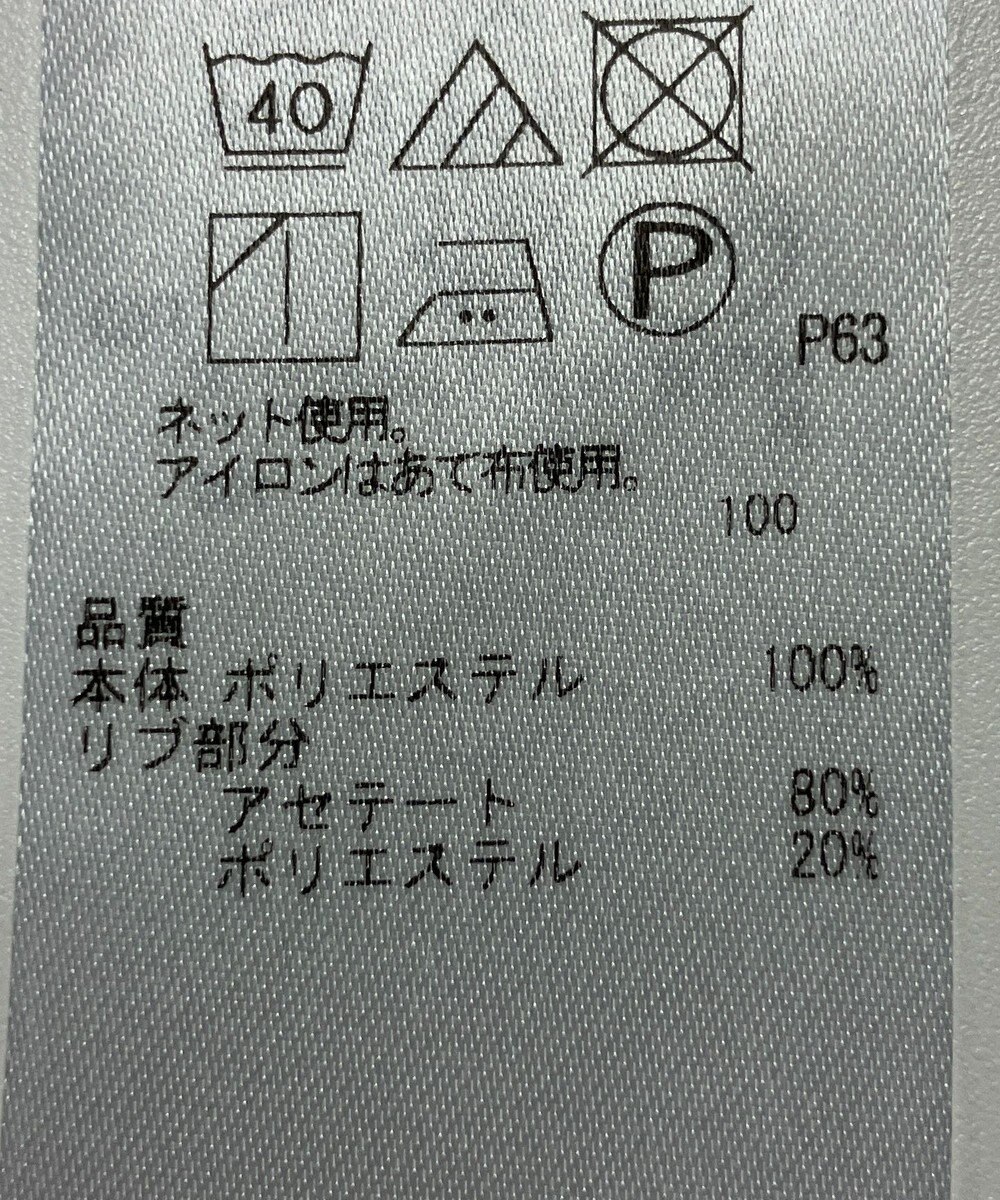 40
P
P63
ネット使用。
アイロンはあて布使用。
100
品質
本体 ポリエステル 100%
リブ部分
アセテート 80%
ポリエステル 20%